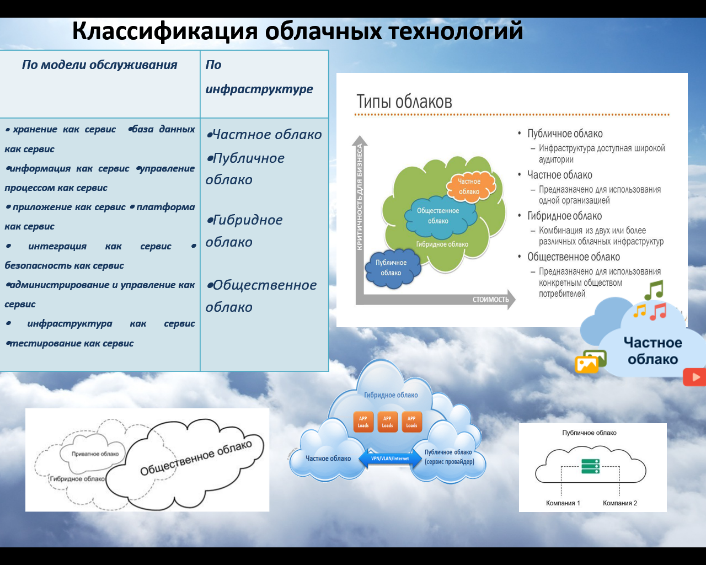 Классификация облачных технологий
По модели обслуживания
По
инфраструктуре
• хранение как сервис •база данных
как сервис
•информация как сервис •управление
процессом как сервис
• приложение как сервис • платформа
как сервис
• интеграция как сервис •
безопасность как сервис
•администрирование и управление как
сервис
• инфраструктура как сервис
•тестирование как сервис
•Частное облако
•Публичное
облако
•Гибридное
облако
•Общественное
облако
Типы облаков
КРИТИЧНОСТЬ ДЛЯ БИЗНЕСА
Частное
облако
Общественное
облако
Гибридное облако
Публичное
облако
СТОИМОСТЬ
• Публичное облако
– Инфраструктура доступная широкой
аудитории
• Частное облако
– Предназначено для использования
одной организацией
• Гибридное облако
– Комбинация из двух или более
различных облачных инфраструктур
• Общественное облако
– Предназначено для использования
конкретным обществом
потребителей
Частное
облако
Приватное облако
Гибридное облако
Общественное облако
Гибридное облако
APP
Loads
APP
Loads
APP
Loads
Частное облако
VPN/VLAN/Internet
Публичное облако
(сервис провайдер)
Публичное облако
Компания 1
Компания 2